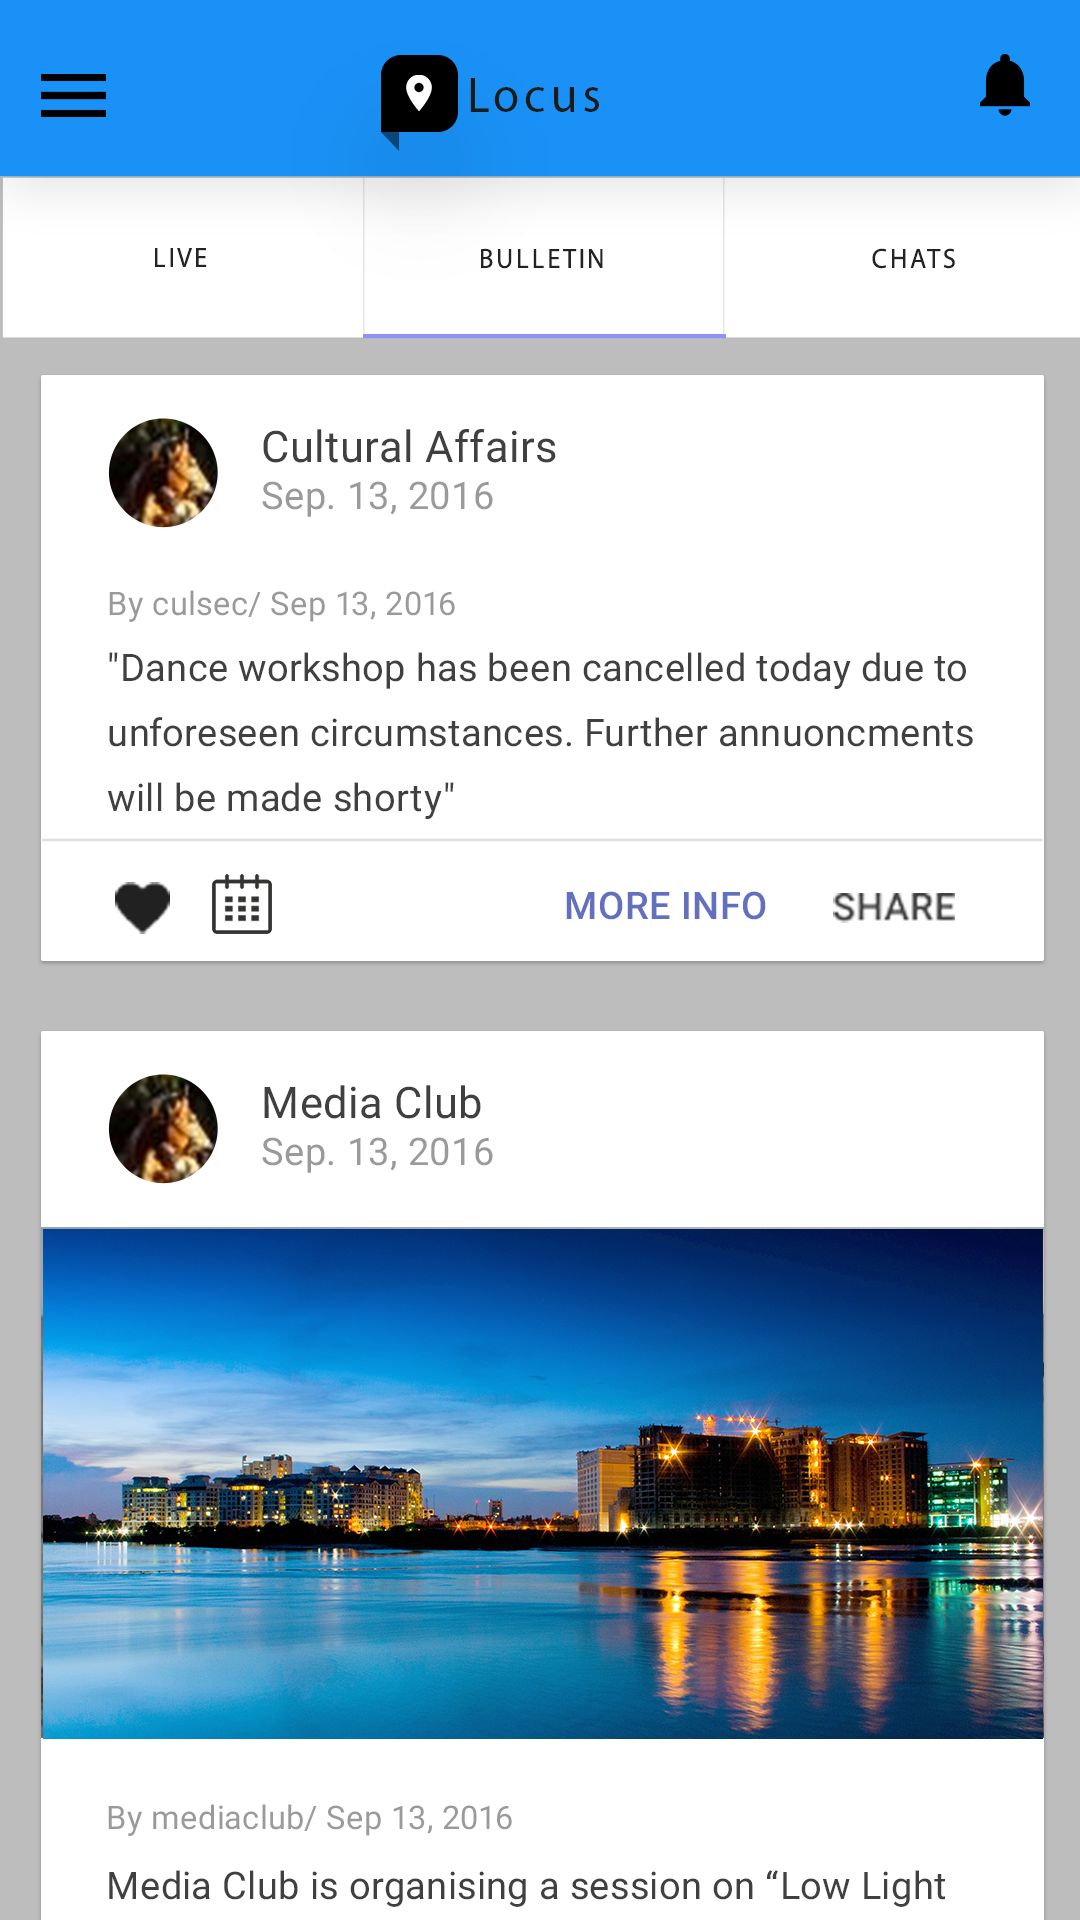 Locus
LIVE
BULLETIN
CHATS
Cultural Affairs
Sep. 13, 2016
By culsec/ Sep 13, 2016
"Dance workshop has been cancelled today due to
unforeseen circumstances. Further annuoncments
will be made shorty"
MORE INFO
SHARE
Media Club
Sep. 13, 2016
By mediaclub/ Sep 13, 2016
Media Club is organising a session on “Low Light